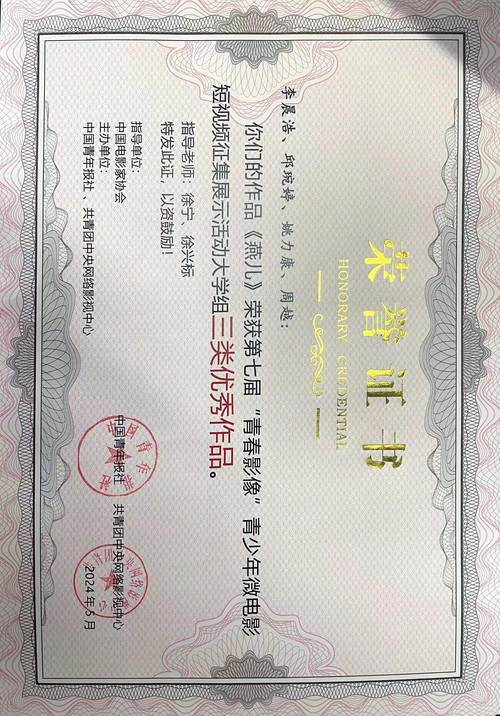 荣誉证书
HONORARY CREDENTIAL
李晨浩、邱琬婷、姚力康、周越：
你们的作品《燕儿》荣获第七届“青春影像”青少年微电影
短视频征集展示活动大学组三类优秀作品。
指导老师：徐宁、徐兴标
特发此证，以资鼓励！
指导单位：
中国电影家协会
主办单位：
中国青年报社、共青团中央网络影视中心
中国青年报社 共青团中央网络影视中心
2024年5月